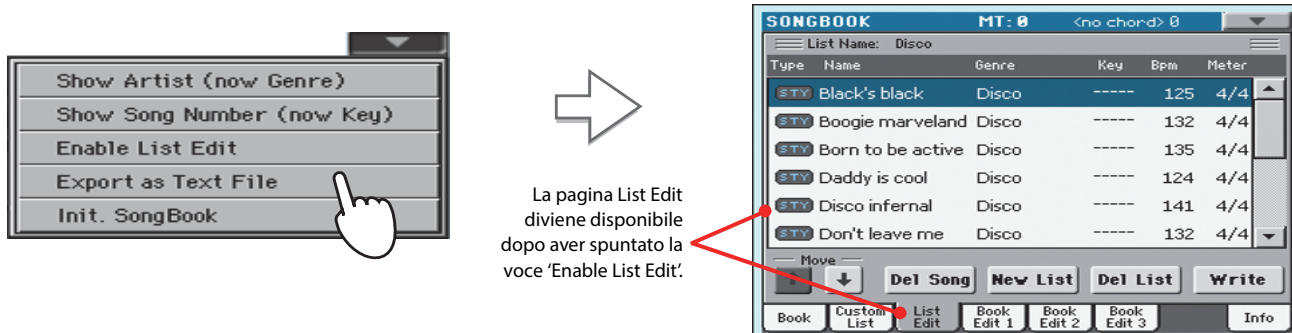 Show Artist (now Genre)
Show Song Number (now Key)
Enable List Edit
Export as Text File
Init. SongBook
La pagina List Edit
diviene disponibile
dopo aver spuntato la
voce ‘Enable List Edit’.
SONGBOOK MT: 0 <no chord> 0
List Name: Disco
Type Name Genre Key Bpm Meter
STY Black's black Disco ----- 125 4/4
STY Boogie marveland Disco ----- 132 4/4
STY Born to be active Disco ----- 135 4/4
STY Daddy is cool Disco ----- 124 4/4
STY Disco infernal Disco ----- 141 4/4
STY Don't leave me Disco ----- 132 4/4
Move
Del Song New List Del List Write
Book Custom List List Edit Book Edit 1 Book Edit 2 Book Edit 3 Info